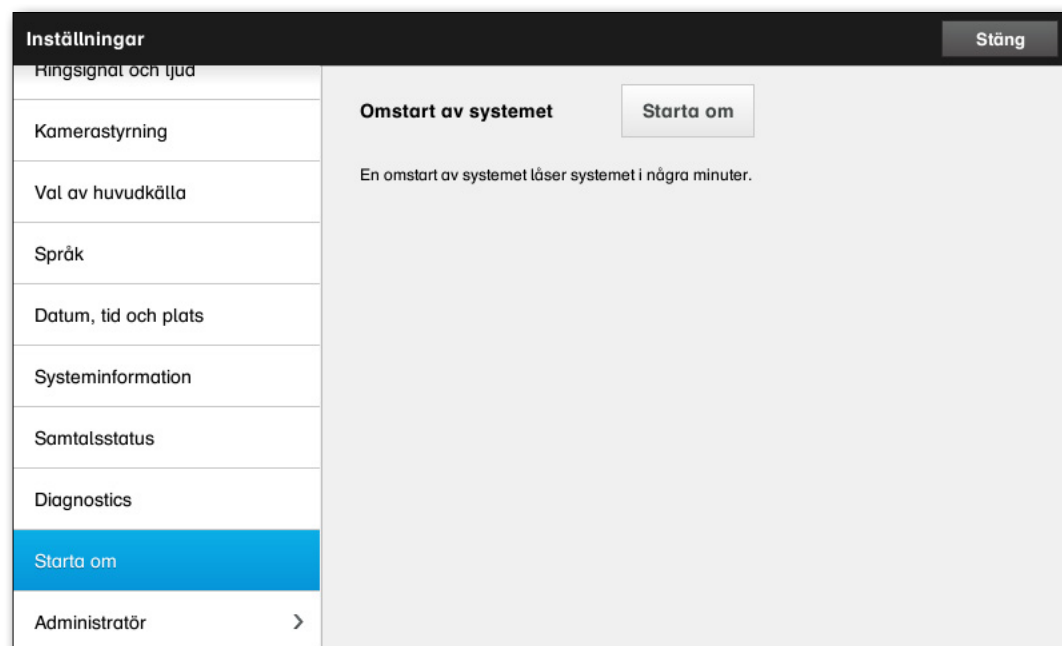 Inställningar
Stäng
Ringsignal och ljud
Kamerastyrning
Val av huvudkälla
Språk
Datum, tid och plats
Systeminformation
Samtalsstatus
Diagnostics
Starta om
Administratör
Omstart av systemet
Starta om
En omstart av systemet låser systemet i några minuter.